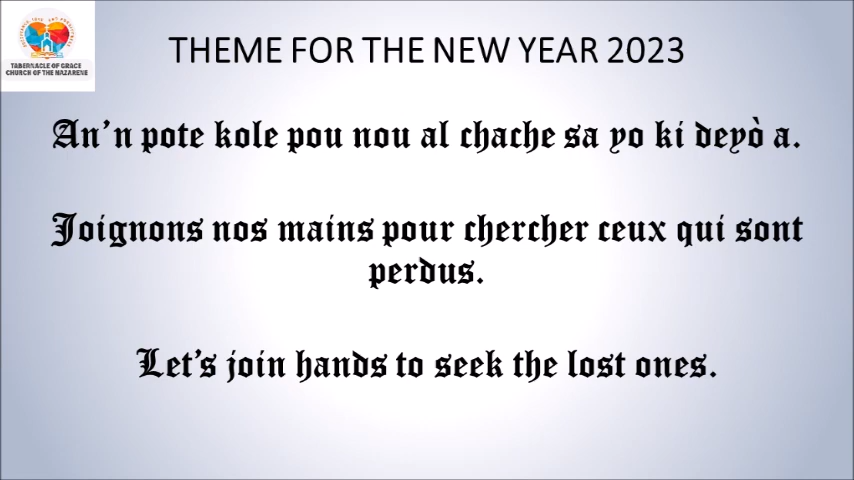 TABERNACLE OF GRACE
CHURCH OF THE NAZARENE
THEME FOR THE NEW YEAR 2023
An’n pote kole pou nou al chache sa yo ki deyò a.
Joignons nos mains pour chercher ceux qui sont
perdus.
Let’s join hands to seek the lost ones.